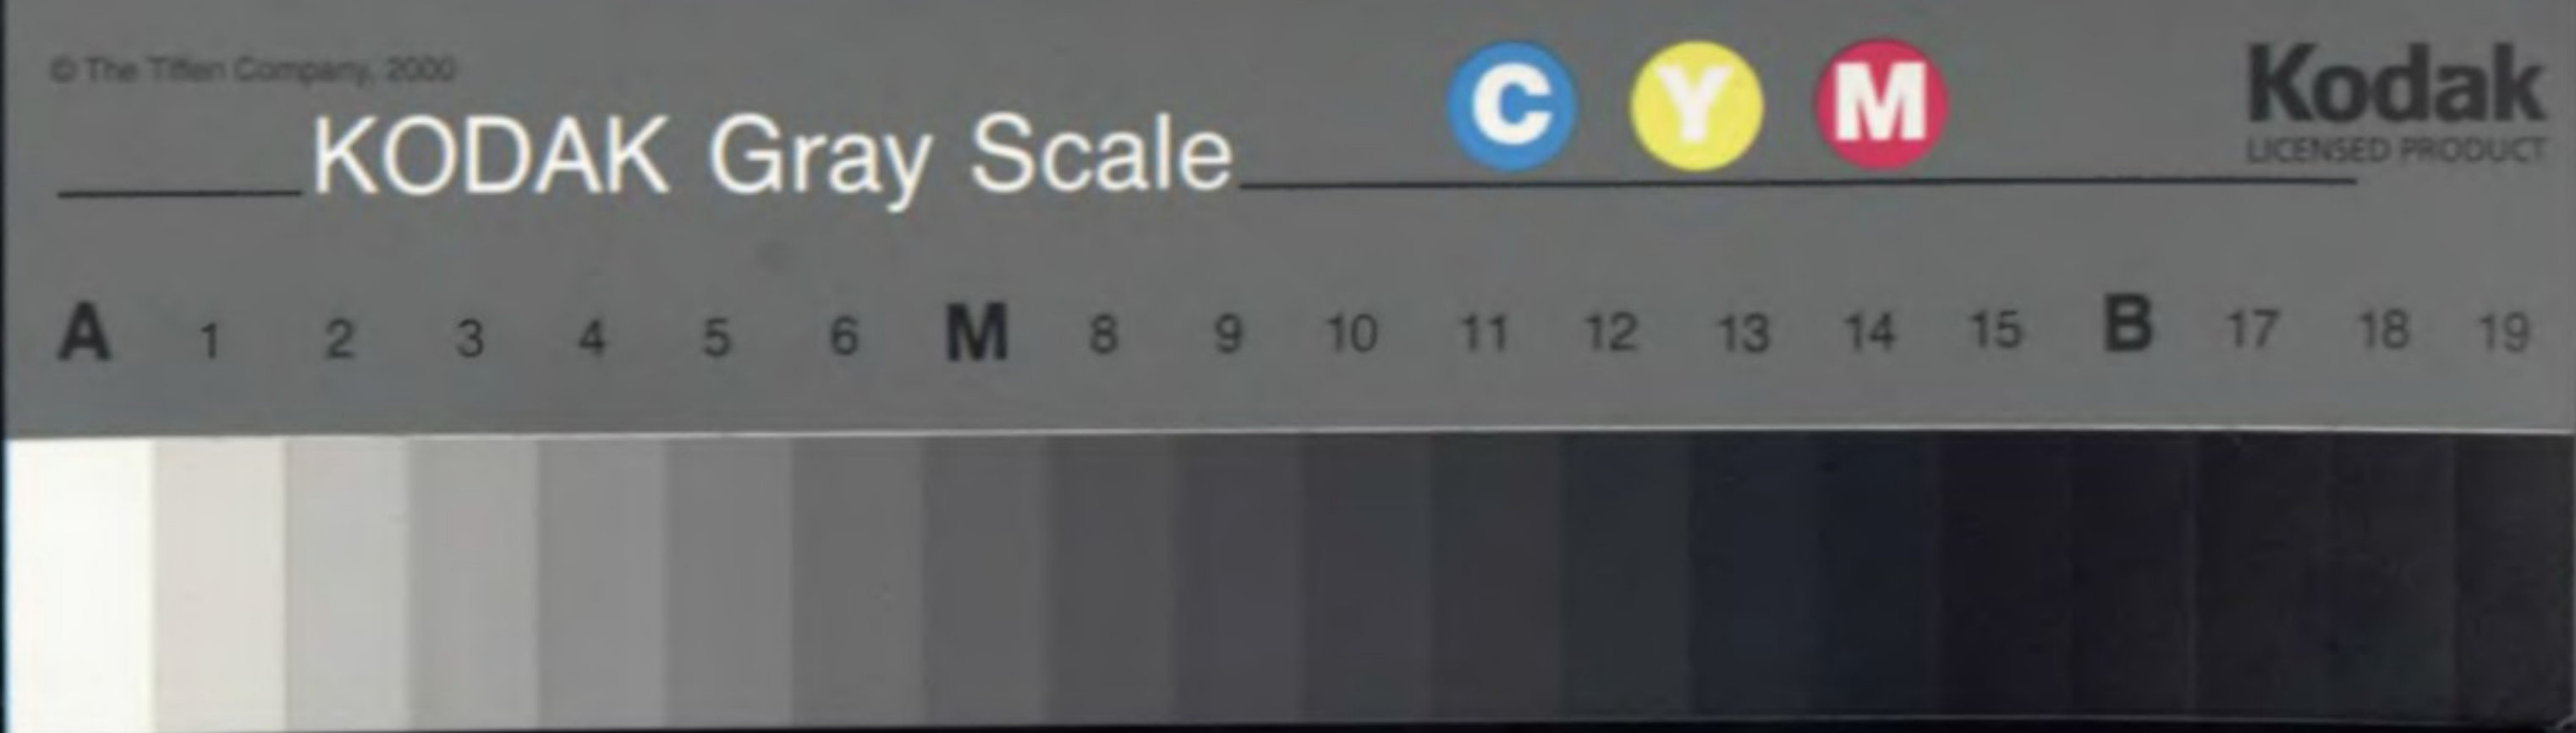 © The Tiffen Company, 2000
KODAK Gray Scale
C Y M
Kodak
LICENSED PRODUCT
A 1 2 3 4 5 6 M 8 9 10 11 12 13 14 15 B 17 18 19